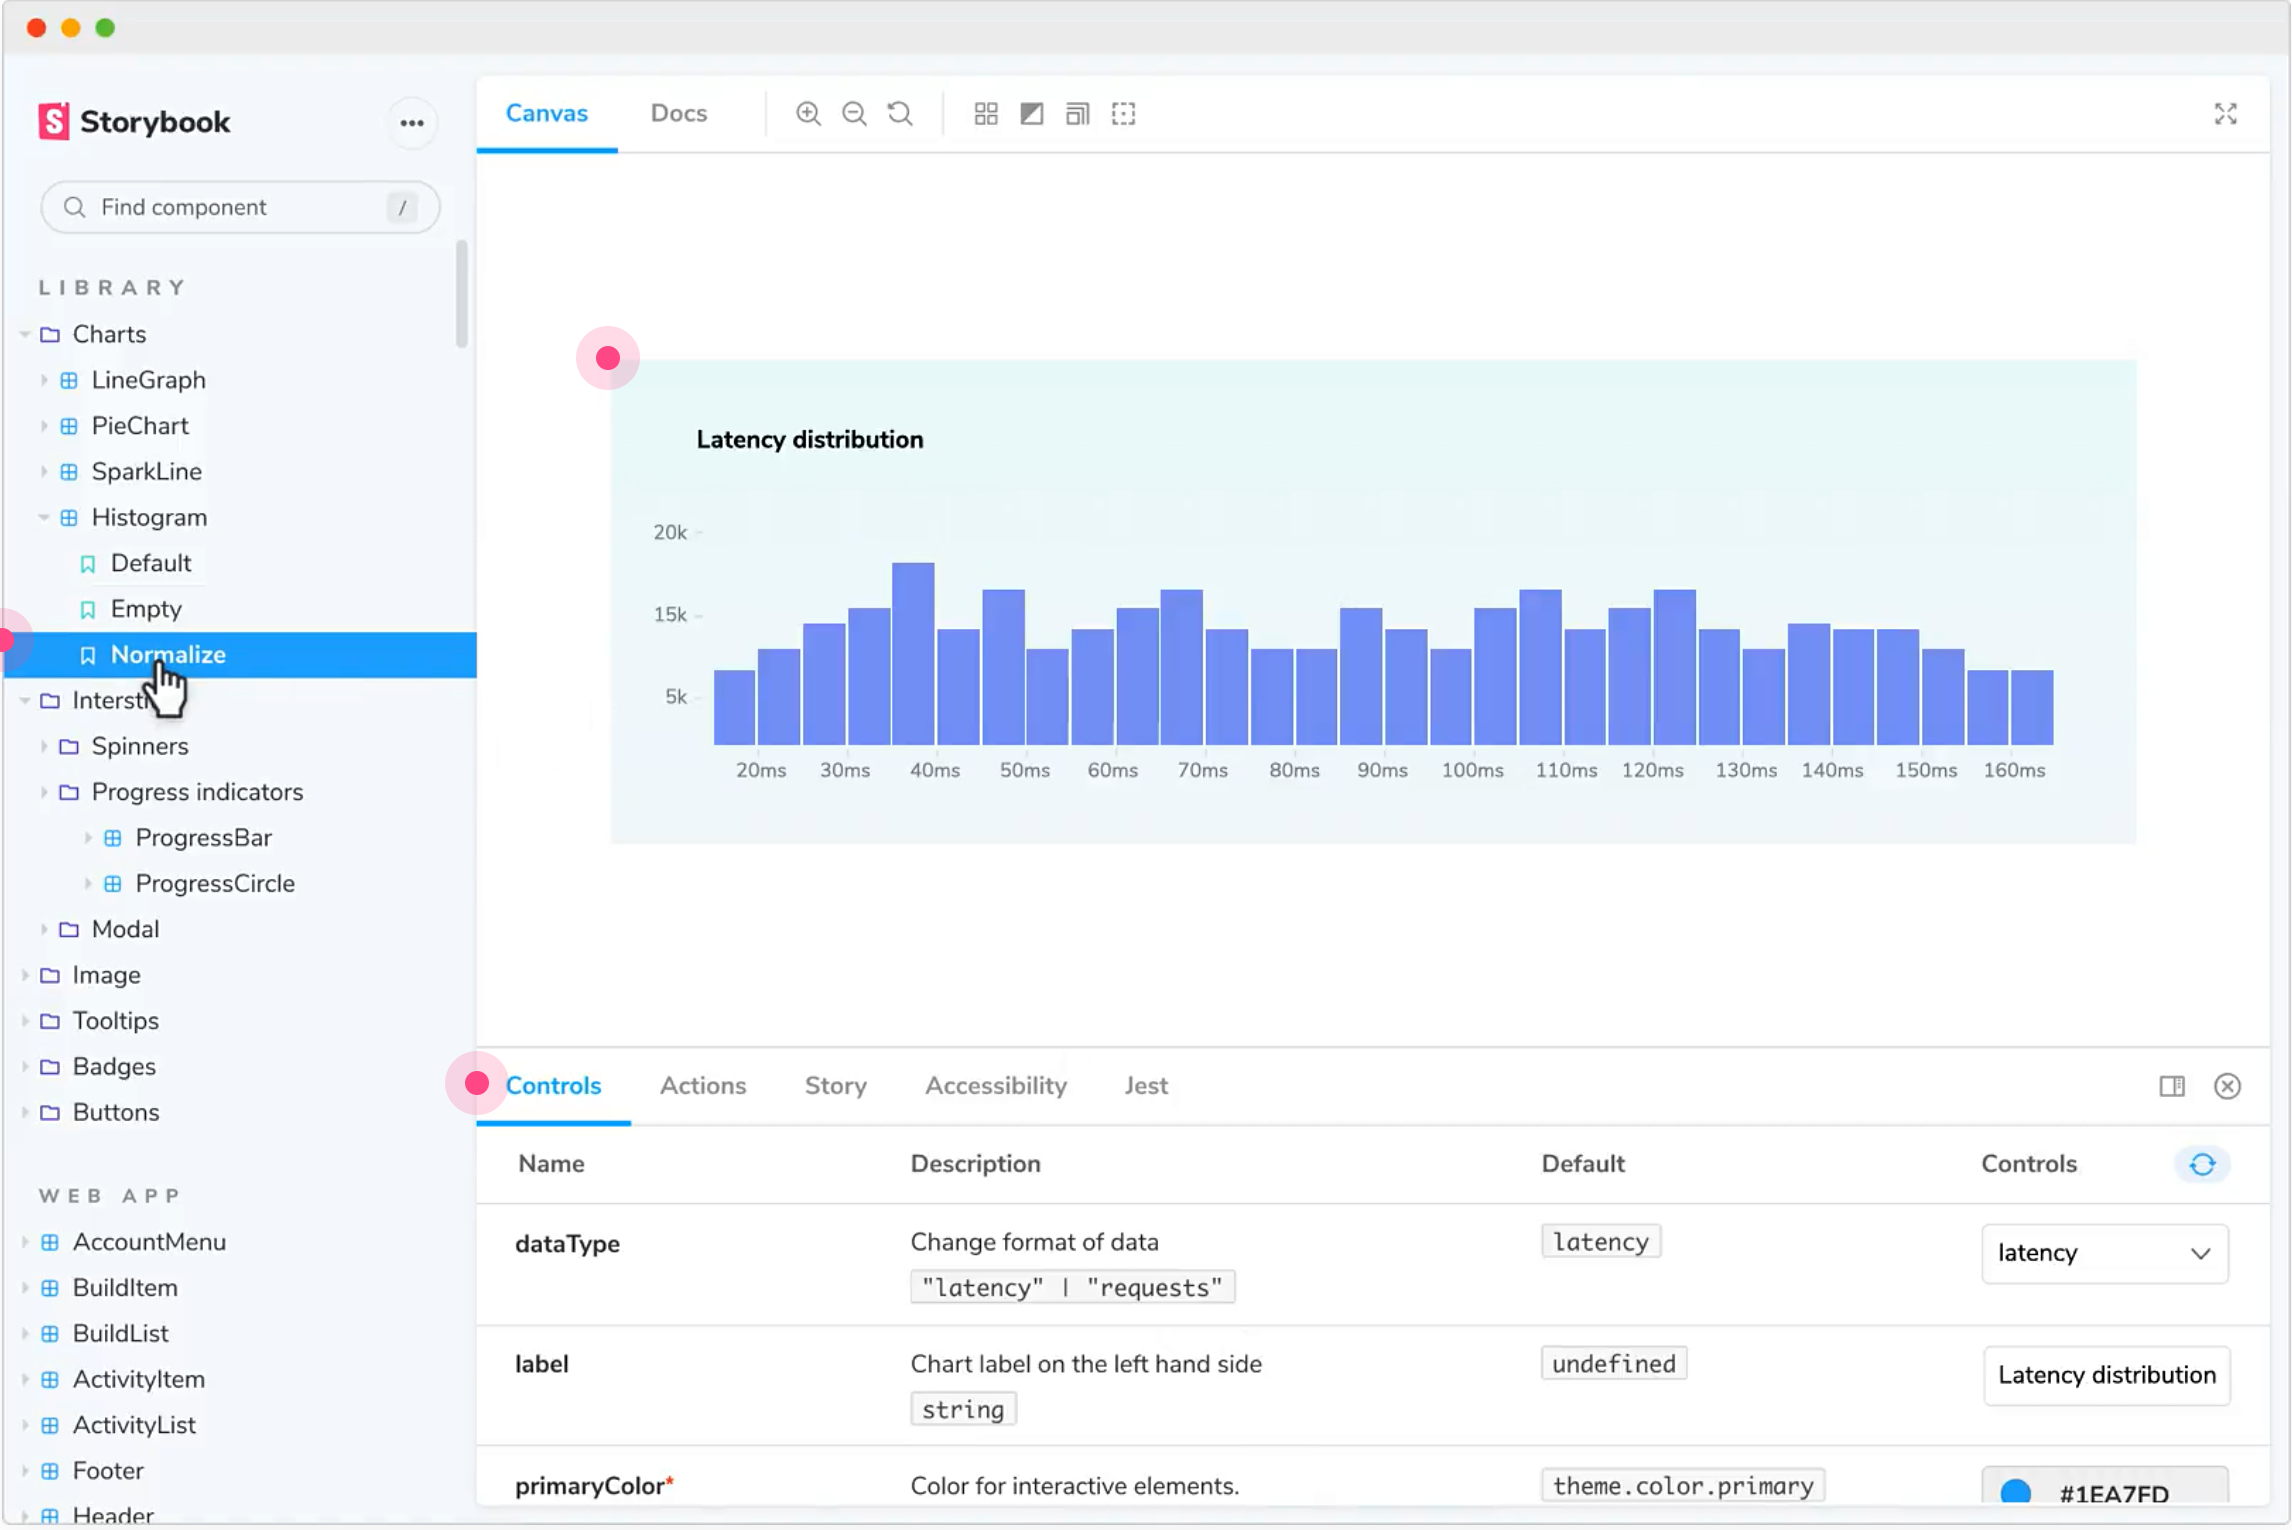 Storybook
Find component /
LIBRARY
Charts
LineGraph
PieChart
SparkLine
Histogram
Default
Empty
Normalize
Spinners
Progress indicators
ProgressBar
ProgressCircle
Modal
Image
Tooltips
Badges
Buttons
WEB APP
AccountMenu
BuildItem
BuildList
ActivityItem
ActivityList
Footer
Header
Canvas Docs
Latency distribution
20k
15k
5k
20ms 30ms 40ms 50ms 60ms 70ms 80ms 90ms 100ms 110ms 120ms 130ms 140ms 150ms 160ms
Controls Actions Story Accessibility Jest
Name Description Default Controls
dataType Change format of data latency latency
"latency" | "requests"
label Chart label on the left hand side undefined Latency distribution
string
primaryColor* Color for interactive elements. theme.color.primary #1EA7FD